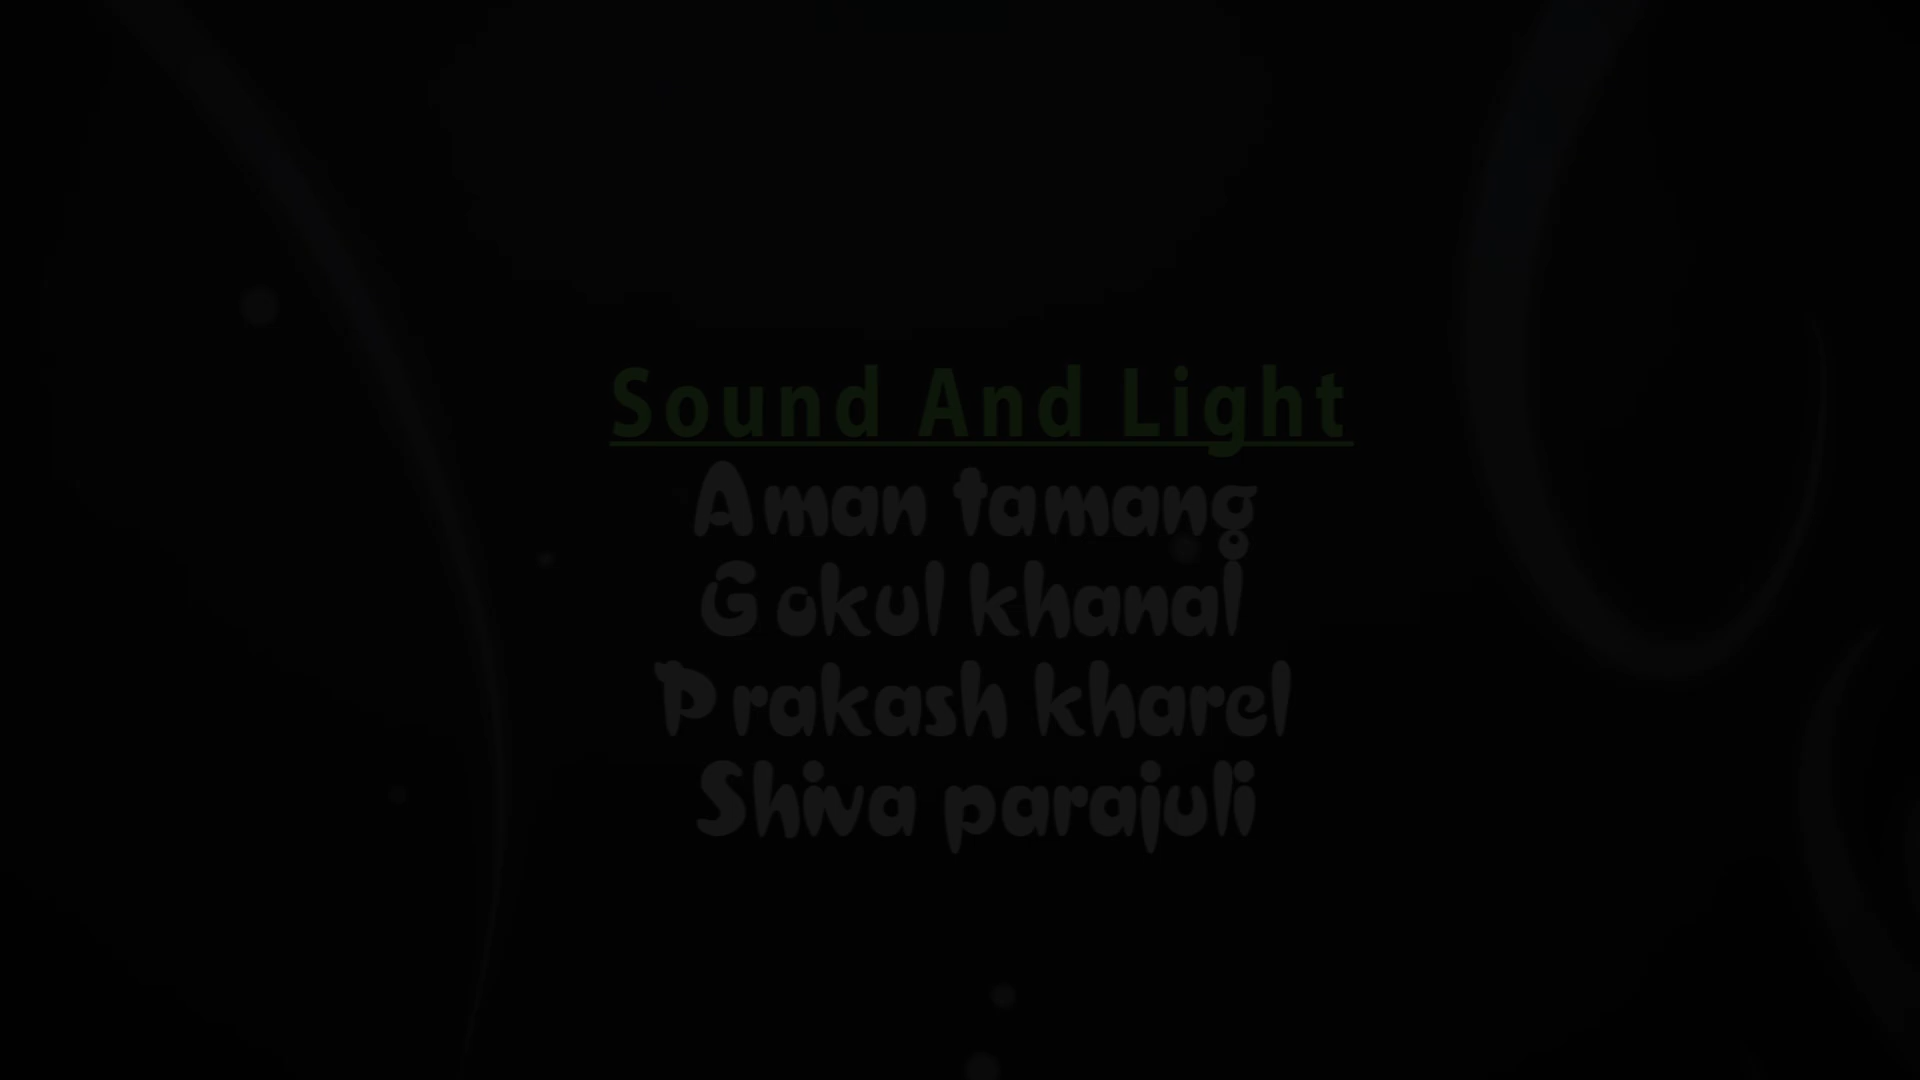 Sound And Light
Aman tamang
Gokul khanal
Prakash kharel
Shiva parajuli